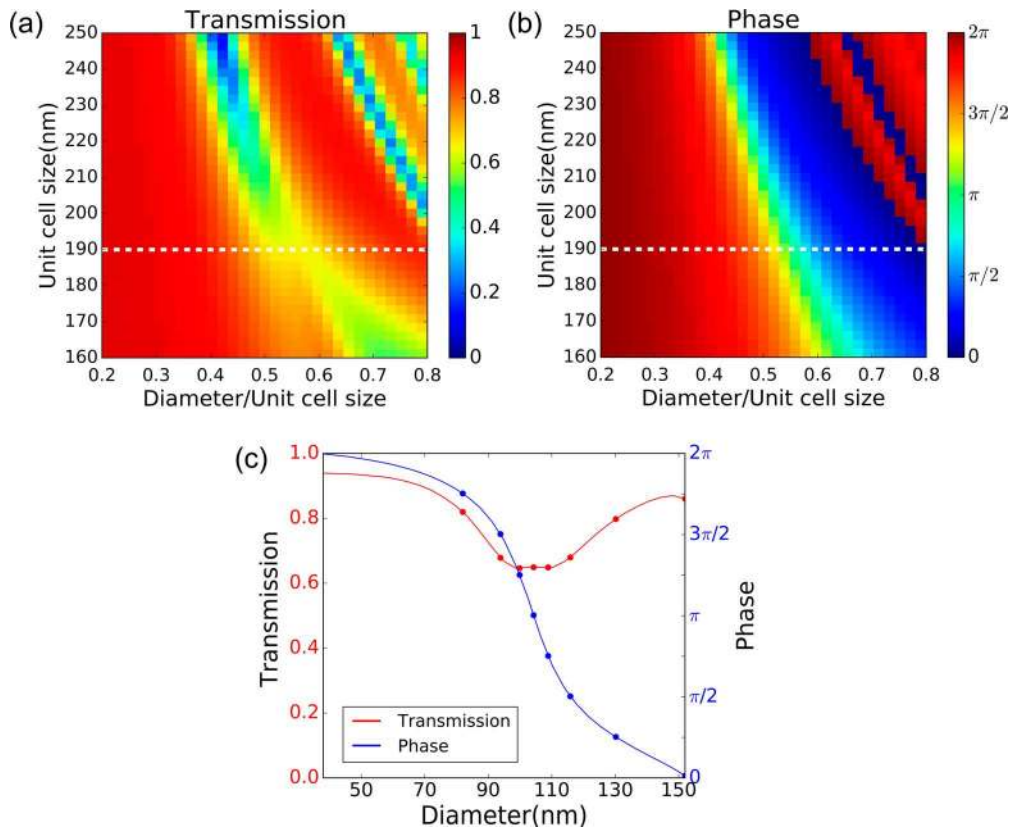 (a) Transmission
Unit cell size(nm)
250
240
230
220
210
200
190
180
170
160
0.2 0.3 0.4 0.5 0.6 0.7 0.8
Diameter/Unit cell size
1
0.8
0.6
0.4
0.2
0
(b) Phase
Unit cell size(nm)
250
240
230
220
210
200
190
180
170
160
0.2 0.3 0.4 0.5 0.6 0.7 0.8
Diameter/Unit cell size
2π
3π/2
π
π/2
0
(c)
Transmission
1.0
0.8
0.6
0.4
0.2
0.0
50 70 90 110 130 150
Diameter(nm)
Transmission
Phase
2π
3π/2
π
π/2
0
Phase